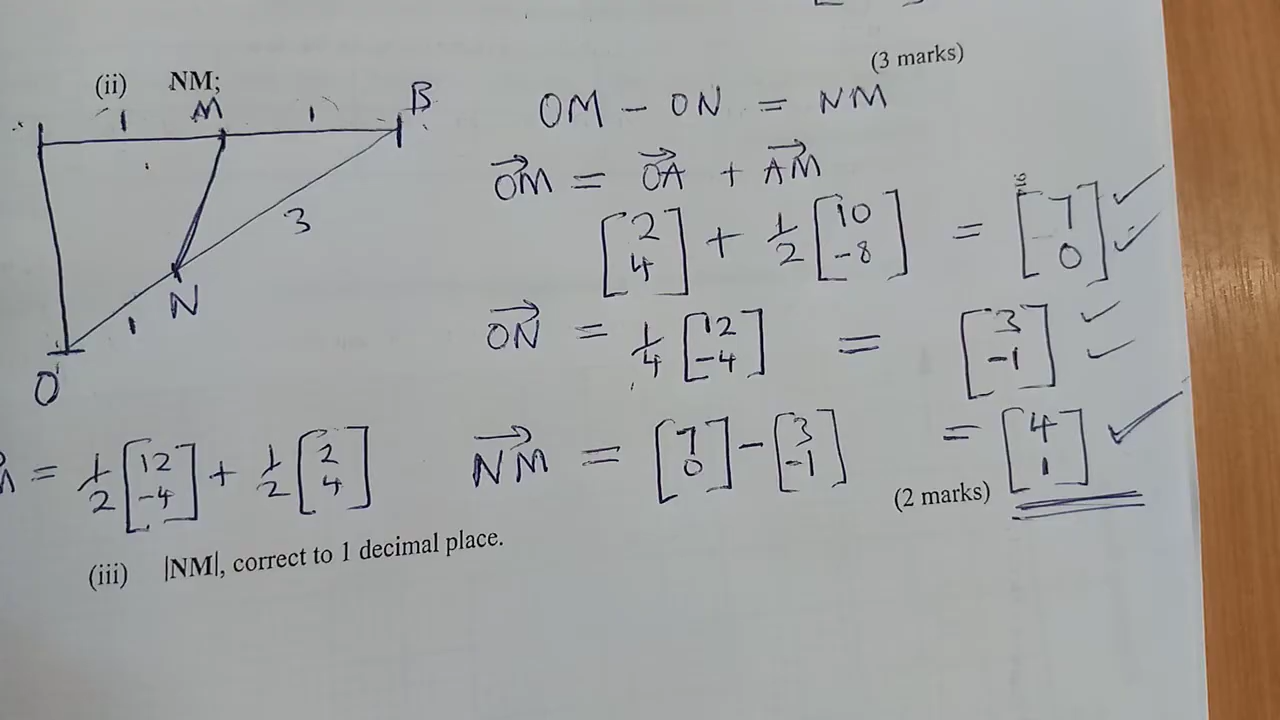 (3 marks)
(ii) NM;
1 M 1 B
3
N
1
O
OM - ON = NM
OM = OA + AM
[2 4] + 1/2 [10 -8] = [7 0] ✓ ✓
ON = 1/4 [12 -4] = [3 -1] ✓ ✓
= 1/2 [12 -4] + 1/2 [2 4]
NM = [7 0] - [3 -1] = [4 1] ✓
(2 marks)
(iii) |NM|, correct to 1 decimal place.